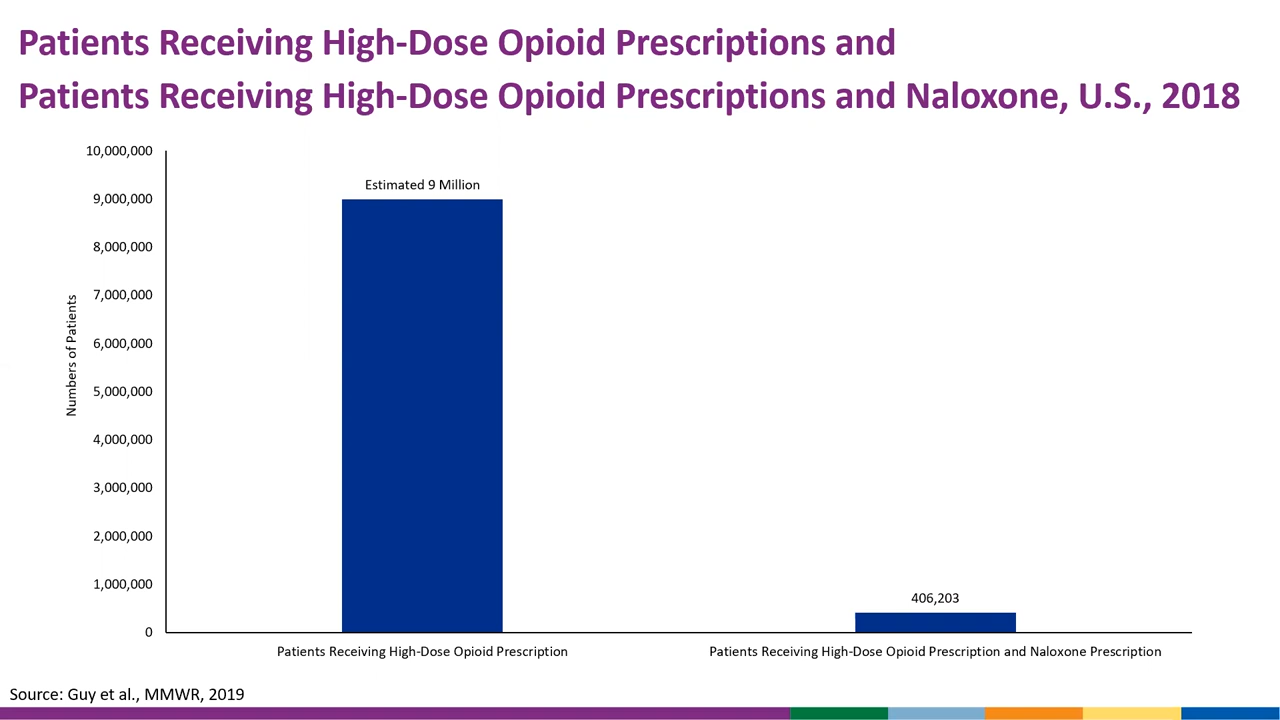 Patients Receiving High-Dose Opioid Prescriptions and
Patients Receiving High-Dose Opioid Prescriptions and Naloxone, U.S., 2018
10,000,000
Estimated 9 Million
9,000,000
8,000,000
7,000,000
6,000,000
5,000,000
4,000,000
3,000,000
2,000,000
1,000,000
0
Numbers of Patients
406,203
Patients Receiving High-Dose Opioid Prescription
Patients Receiving High-Dose Opioid Prescription and Naloxone Prescription
Source: Guy et al., MMWR, 2019